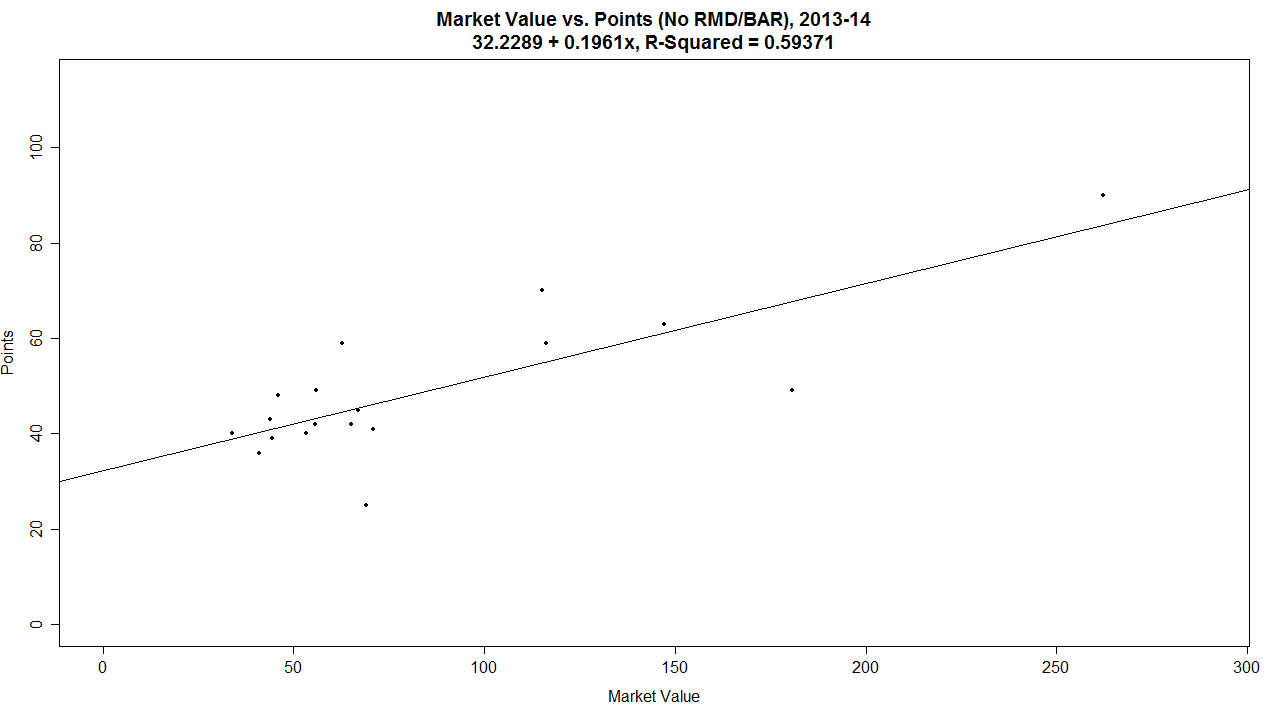 Market Value vs. Points (No RMD/BAR), 2013-14
32.2289 + 0.1961x, R-Squared = 0.59371
Points
100
80
60
40
20
0
0 50 100 150 200 250 300
Market Value